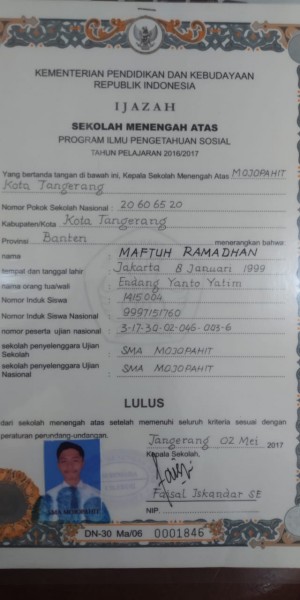 KEMENTERIAN PENDIDIKAN DAN KEBUDAYAAN
REPUBLIK INDONESIA
IJAZAH
SEKOLAH MENENGAH ATAS
PROGRAM ILMU PENGETAHUAN SOSIAL
TAHUN PELAJARAN 2016/2017
Yang bertanda tangan di bawah ini, Kepala Sekolah Menengah Atas MOJOPAHIT
Kota Tangerang
Nomor Pokok Sekolah Nasional : 20606520
Kabupaten/Kota Kota Tangerang
Provinsi Banten menerangkan bahwa
nama : MAFTUH RAMADHAN
tempat dan tanggal lahir : Jakarta 8 Januari 1999
nama orang tua/wali : Endang Yanto Yatim
Nomor Induk Siswa : 1415004
Nomor Induk Siswa Nasional : 9997151760
nomor peserta ujian nasional : 3-17-30-02-046-003-6
sekolah penyelenggara Ujian Sekolah : SMA MOJOPAHIT
sekolah penyelenggara Ujian Nasional : SMA MOJOPAHIT
LULUS
dari sekolah menengah atas setelah memenuhi seluruh kriteria sesuai dengan
peraturan perundang-undangan.
Tangerang 02 Mei 2017
Kepala Sekolah,
Faisal Iskandar SE
NIP.
DN-30 Ma/06 0001846